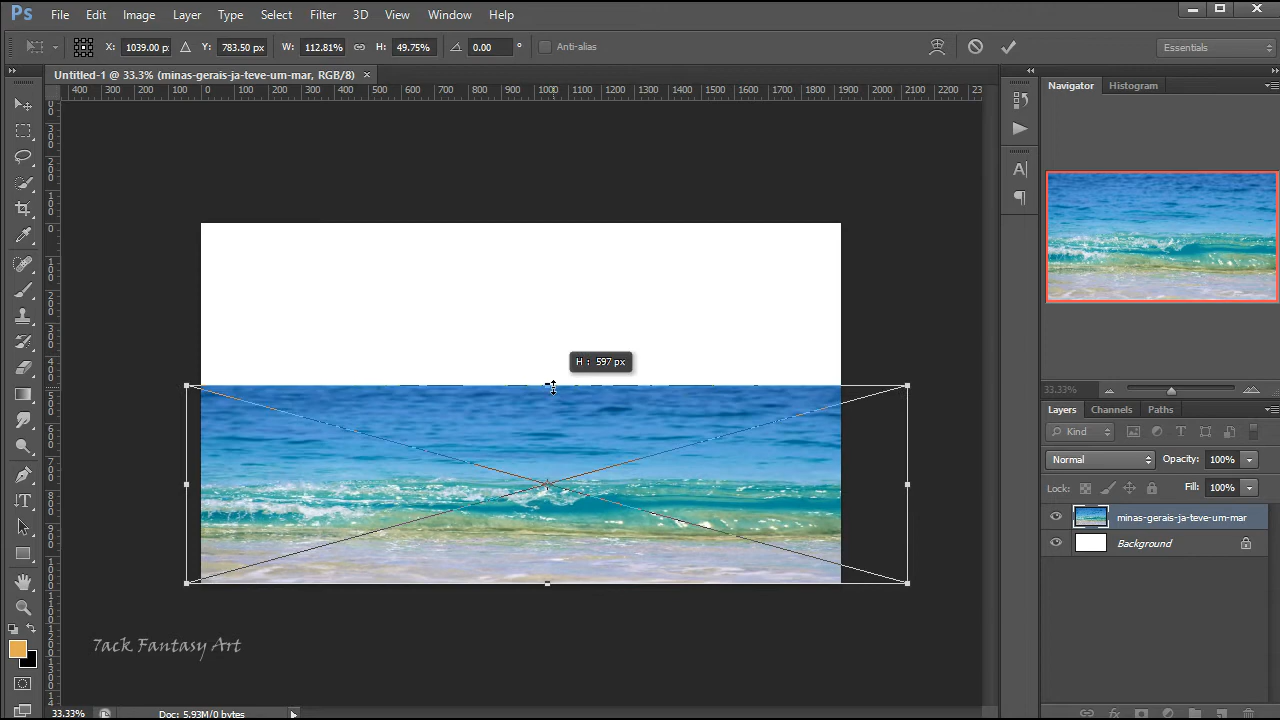 Ps File Edit Image Layer Type Select Filter 3D View Window Help
X: 1039.00 p Y: 783.50 px W: 112.81% H: 49.75% 0.00 ° Anti-alias Essentials
Untitled-1 @ 33.3% (minas-gerais-ja-teve-um-mar, RGB/8) ×
400 300 200 100 0 100 200 300 400 500 600 700 800 900 1000 1100 1200 1300 1400 1500 1600 1700 1800 1900 2000 2100 2200 23
Navigator Histogram
H : 597 px
33.33%
Layers Channels Paths
Kind
Normal Opacity: 100%
Lock: Fill: 100%
minas-gerais-ja-teve-um-mar
Background
7ack Fantasy Art
33.33% Doc: 5.93M/0 bytes